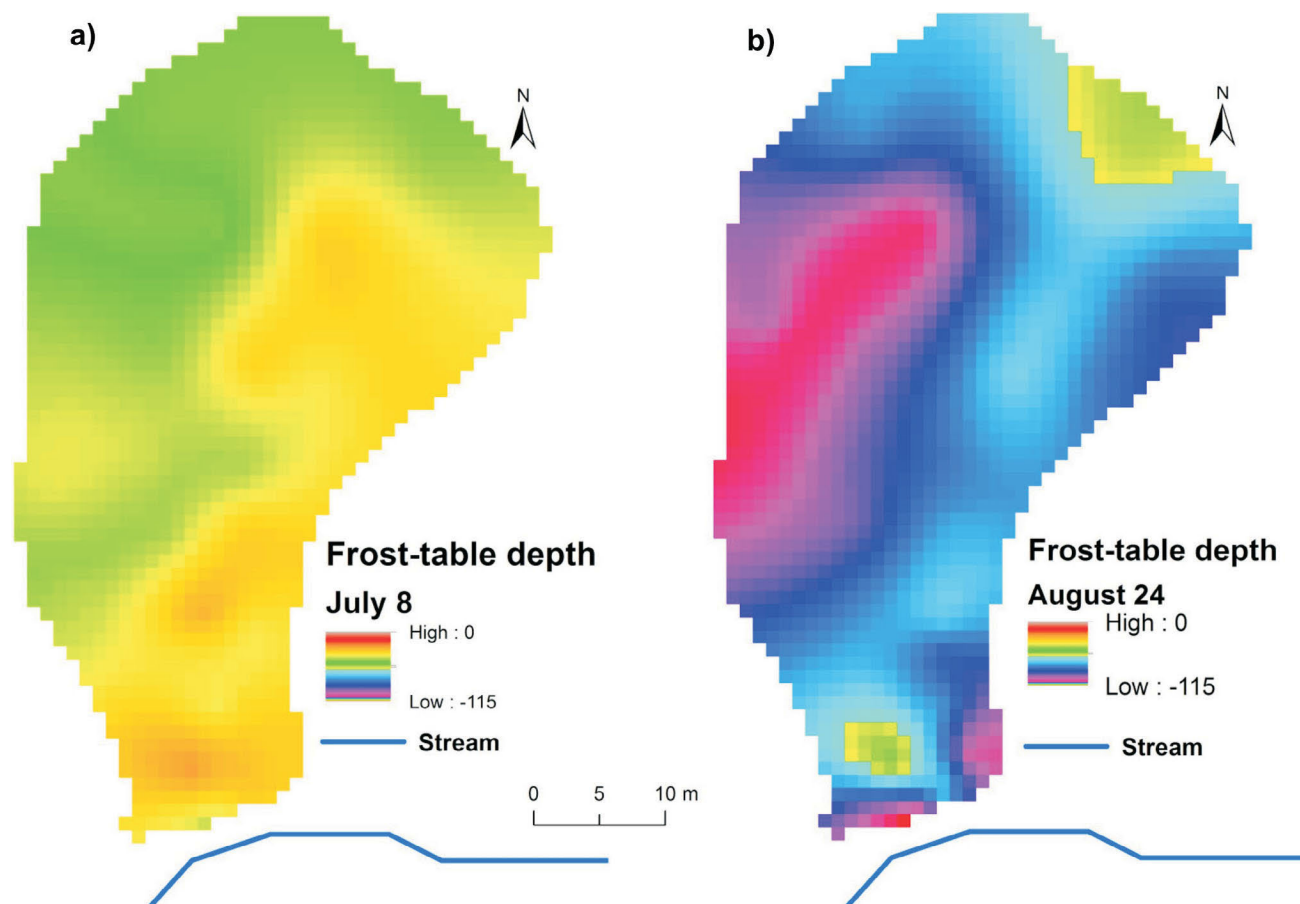 a)
N
Frost-table depth
July 8
High : 0
Low : -115
Stream
0 5 10 m
b)
N
Frost-table depth
August 24
High : 0
Low : -115
Stream